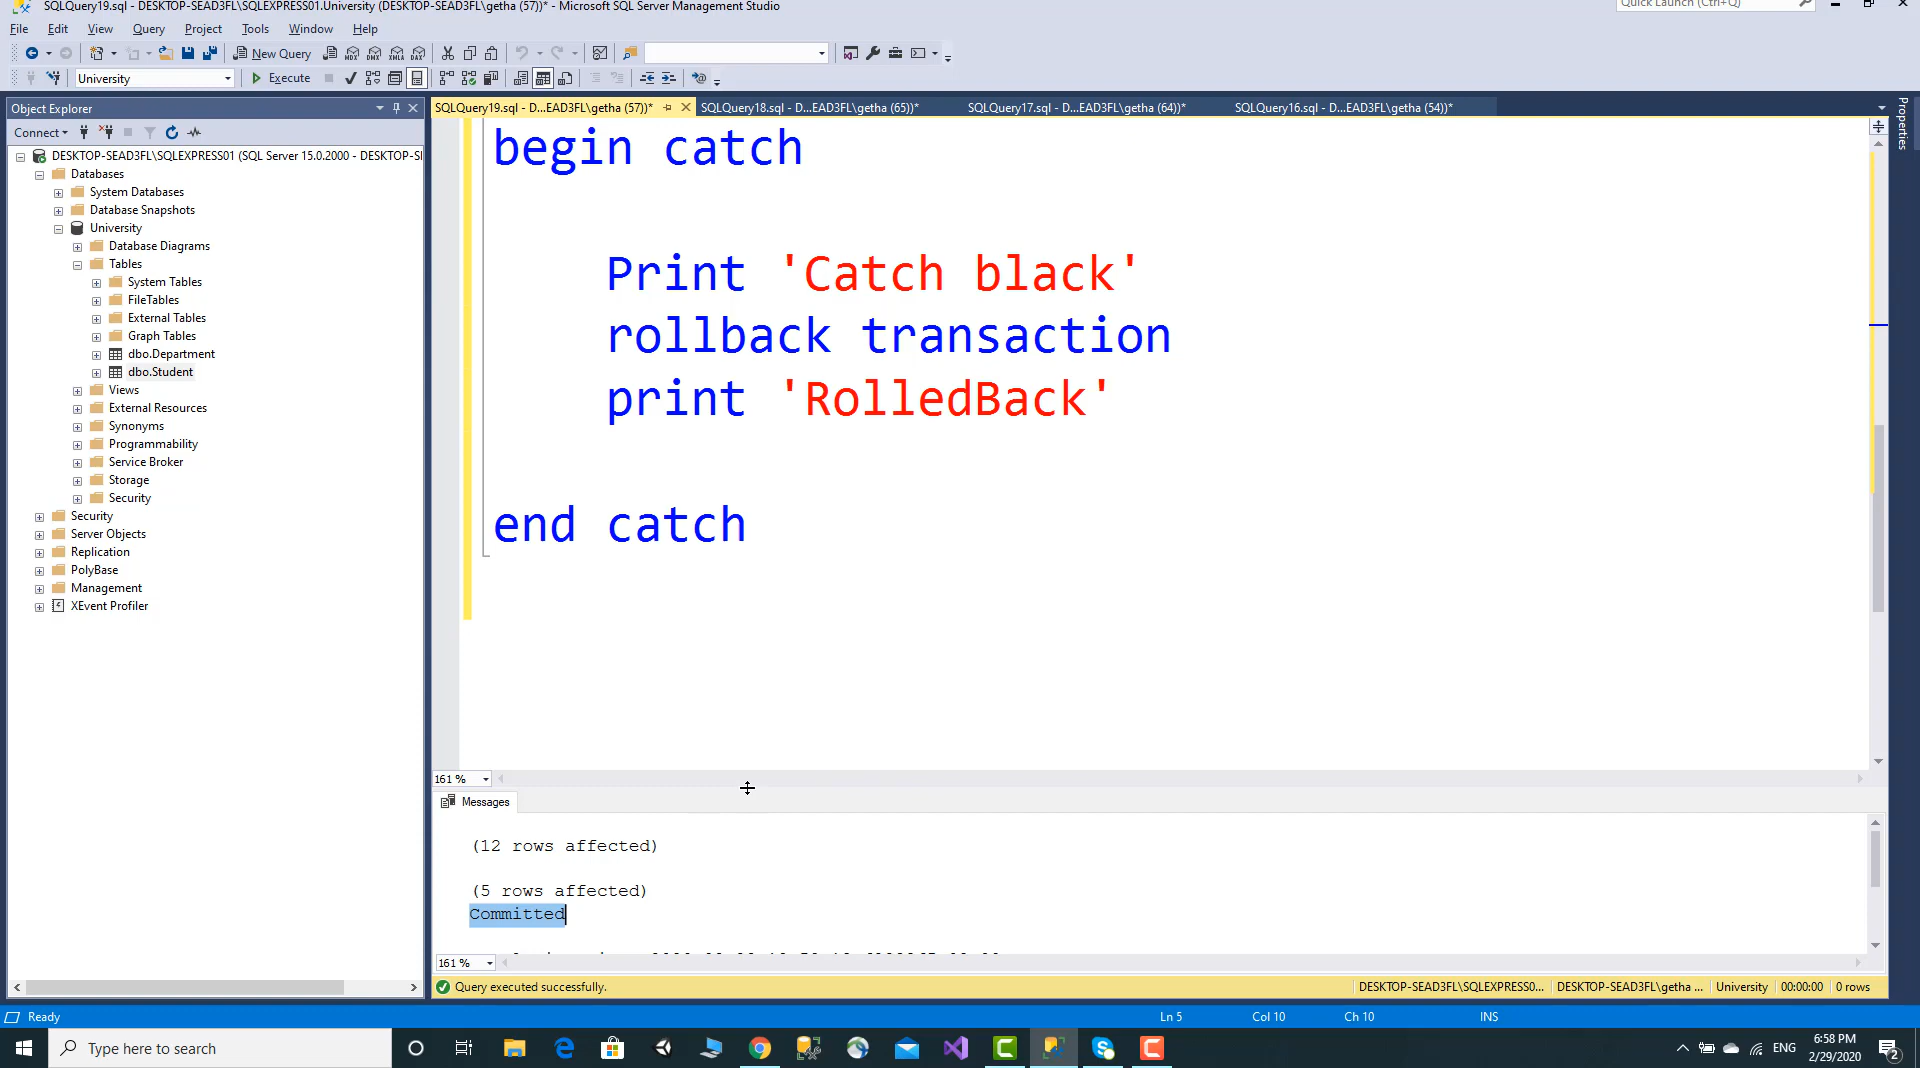 SQLQuery19.sql - DESKTOP-SEAD3FL\SQLEXPRESS01.University (DESKTOP-SEAD3FL\getha (57))* - Microsoft SQL Server Management Studio
Quick Launch (Ctrl+Q)
File Edit View Query Project Tools Window Help
New Query
University
Execute
Object Explorer
SQLQuery19.sql - D...EAD3FL\getha (57))*
SQLQuery18.sql - D...EAD3FL\getha (65))*
SQLQuery17.sql - D...EAD3FL\getha (64))*
SQLQuery16.sql - D...EAD3FL\getha (54))*
Properties
Connect
DESKTOP-SEAD3FL\SQLEXPRESS01 (SQL Server 15.0.2000 - DESKTOP-SI
Databases
System Databases
Database Snapshots
University
Database Diagrams
Tables
System Tables
FileTables
External Tables
Graph Tables
dbo.Department
dbo.Student
Views
External Resources
Synonyms
Programmability
Service Broker
Storage
Security
Security
Server Objects
Replication
PolyBase
Management
XEvent Profiler
begin catch
Print 'Catch black'
rollback transaction
print 'RolledBack'
end catch
161 %
Messages
(12 rows affected)
(5 rows affected)
Committed
161 %
Query executed successfully.
DESKTOP-SEAD3FL\SQLEXPRESS0... DESKTOP-SEAD3FL\getha ... University 00:00:00 0 rows
Ready
Ln 5 Col 10 Ch 10 INS
Type here to search
ENG
6:58 PM
2/29/2020
2